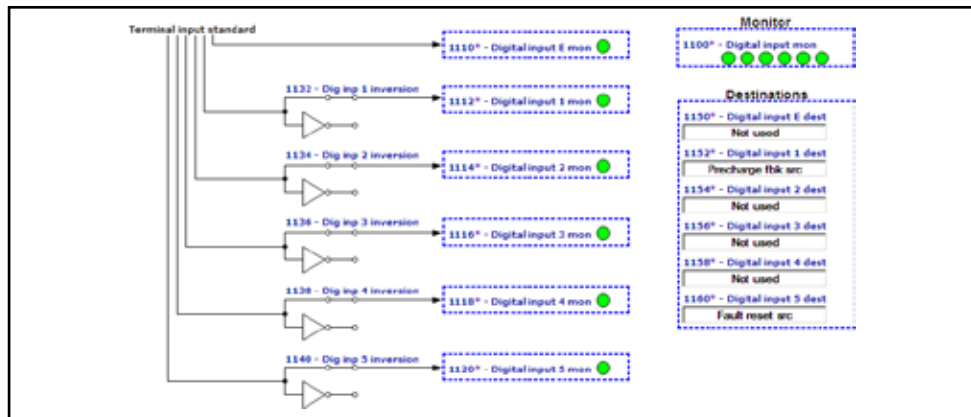 Terminal input standard
1110* - Digital input E mon
1132 - Dig inp 1 inversion
1112* - Digital input 1 mon
1134 - Dig inp 2 inversion
1114* - Digital input 2 mon
1136 - Dig inp 3 inversion
1116* - Digital input 3 mon
1138 - Dig inp 4 inversion
1118* - Digital input 4 mon
1140 - Dig inp 5 inversion
1120* - Digital input 5 mon
Monitor
1100* - Digital input mon
Destinations
1150* - Digital input E dest
Not used
1152* - Digital input 1 dest
Precharge fbk src
1154* - Digital input 2 dest
Not used
1156* - Digital input 3 dest
Not used
1158* - Digital input 4 dest
Not used
1160* - Digital input 5 dest
Fault reset src